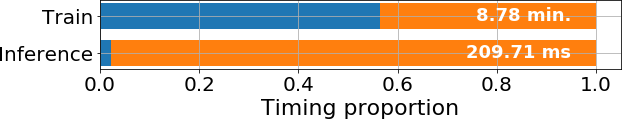 Train
8.78 min.
Inference
209.71 ms
0.0 0.2 0.4 0.6 0.8 1.0
Timing proportion